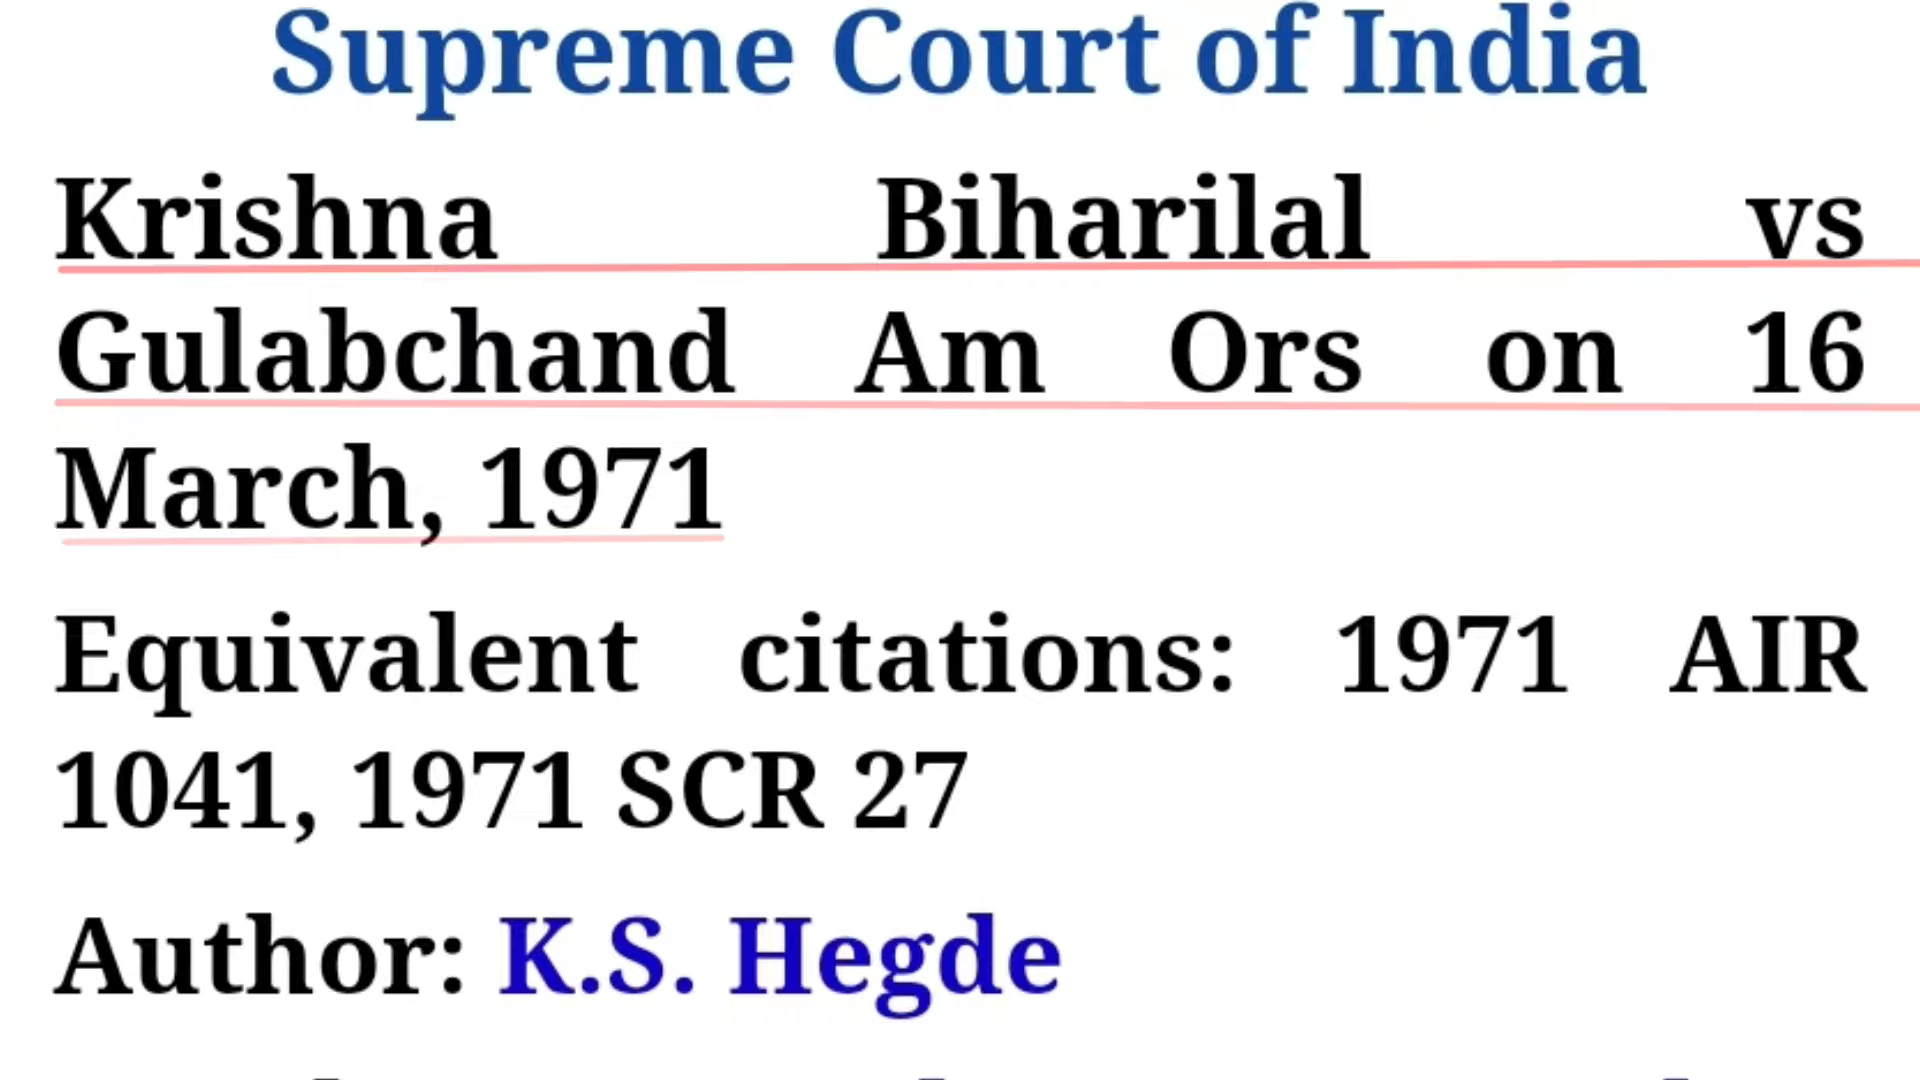 Supreme Court of India
Krishna Biharilal vs
Gulabchand Am Ors on 16
March, 1971
Equivalent citations: 1971 AIR
1041, 1971 SCR 27
Author: K.S. Hegde